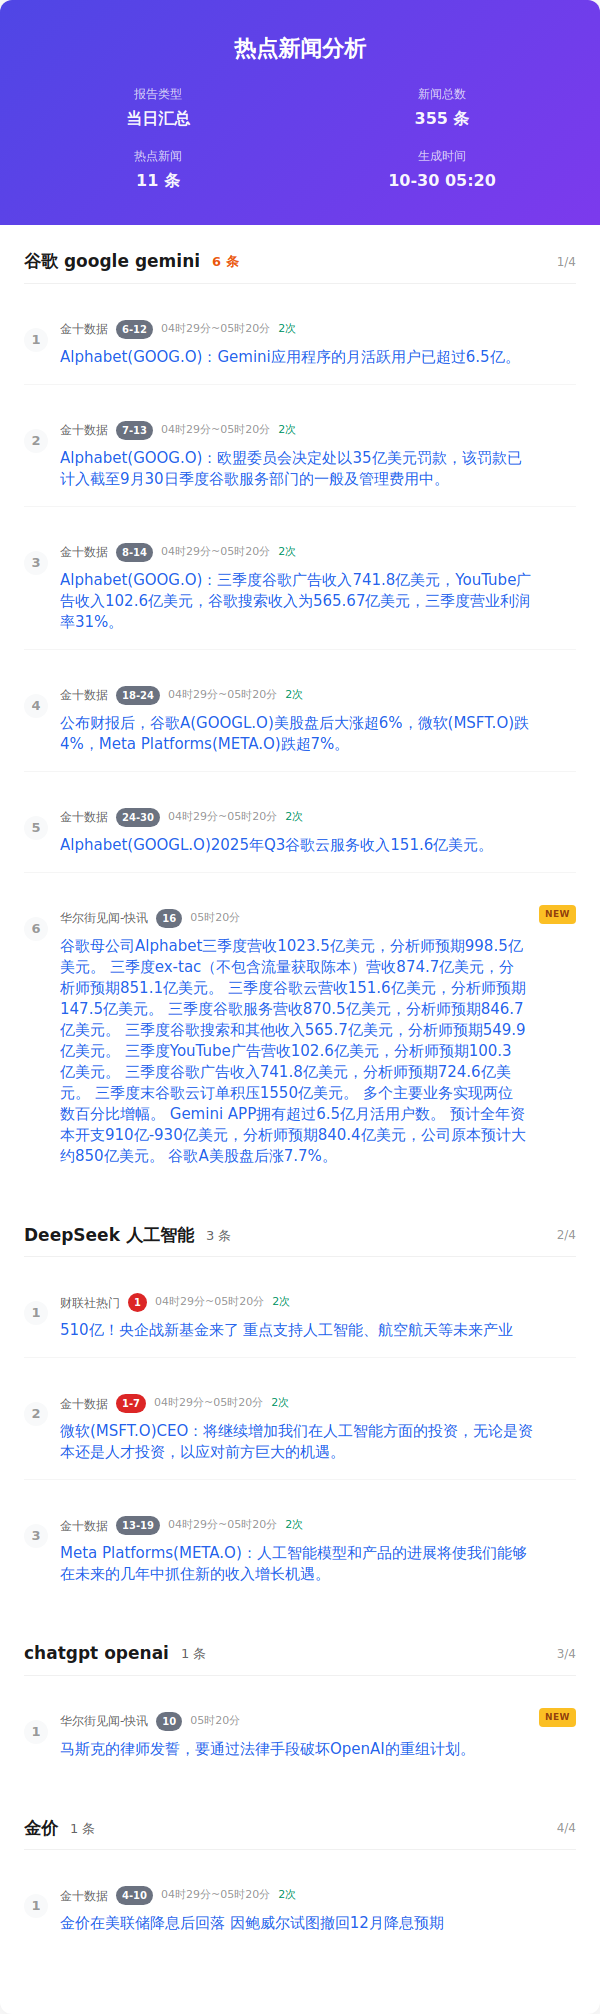 热点新闻分析
报告类型
新闻总数
当日汇总
355 条
热点新闻
生成时间
11 条
10-30 05:20
谷歌 google gemini 6 条 1/4
1 金十数据 6-12 04时29分~05时20分 2次
Alphabet(GOOG.O)：Gemini应用程序的月活跃用户已超过6.5亿。
2 金十数据 7-13 04时29分~05时20分 2次
Alphabet(GOOG.O)：欧盟委员会决定处以35亿美元罚款，该罚款已
计入截至9月30日季度谷歌服务部门的一般及管理费用中。
3 金十数据 8-14 04时29分~05时20分 2次
Alphabet(GOOG.O)：三季度谷歌广告收入741.8亿美元，YouTube广
告收入102.6亿美元，谷歌搜索收入为565.67亿美元，三季度营业利润
率31%。
4 金十数据 18-24 04时29分~05时20分 2次
公布财报后，谷歌A(GOOGL.O)美股盘后大涨超6%，微软(MSFT.O)跌
4%，Meta Platforms(META.O)跌超7%。
5 金十数据 24-30 04时29分~05时20分 2次
Alphabet(GOOGL.O)2025年Q3谷歌云服务收入151.6亿美元。
6 华尔街见闻-快讯 16 05时20分 NEW
谷歌母公司Alphabet三季度营收1023.5亿美元，分析师预期998.5亿
美元。 三季度ex-tac（不包含流量获取陈本）营收874.7亿美元，分
析师预期851.1亿美元。 三季度谷歌云营收151.6亿美元，分析师预期
147.5亿美元。 三季度谷歌服务营收870.5亿美元，分析师预期846.7
亿美元。 三季度谷歌搜索和其他收入565.7亿美元，分析师预期549.9
亿美元。 三季度YouTube广告营收102.6亿美元，分析师预期100.3
亿美元。 三季度谷歌广告收入741.8亿美元，分析师预期724.6亿美
元。 三季度末谷歌云订单积压1550亿美元。 多个主要业务实现两位
数百分比增幅。 Gemini APP拥有超过6.5亿月活用户数。 预计全年资
本开支910亿-930亿美元，分析师预期840.4亿美元，公司原本预计大
约850亿美元。 谷歌A美股盘后涨7.7%。
DeepSeek 人工智能 3 条 2/4
1 财联社热门 1 04时29分~05时20分 2次
510亿！央企战新基金来了 重点支持人工智能、航空航天等未来产业
2 金十数据 1-7 04时29分~05时20分 2次
微软(MSFT.O)CEO：将继续增加我们在人工智能方面的投资，无论是资
本还是人才投资，以应对前方巨大的机遇。
3 金十数据 13-19 04时29分~05时20分 2次
Meta Platforms(META.O)：人工智能模型和产品的进展将使我们能够
在未来的几年中抓住新的收入增长机遇。
chatgpt openai 1 条 3/4
1 华尔街见闻-快讯 10 05时20分 NEW
马斯克的律师发誓，要通过法律手段破坏OpenAI的重组计划。
金价 1 条 4/4
1 金十数据 4-10 04时29分~05时20分 2次
金价在美联储降息后回落 因鲍威尔试图撤回12月降息预期